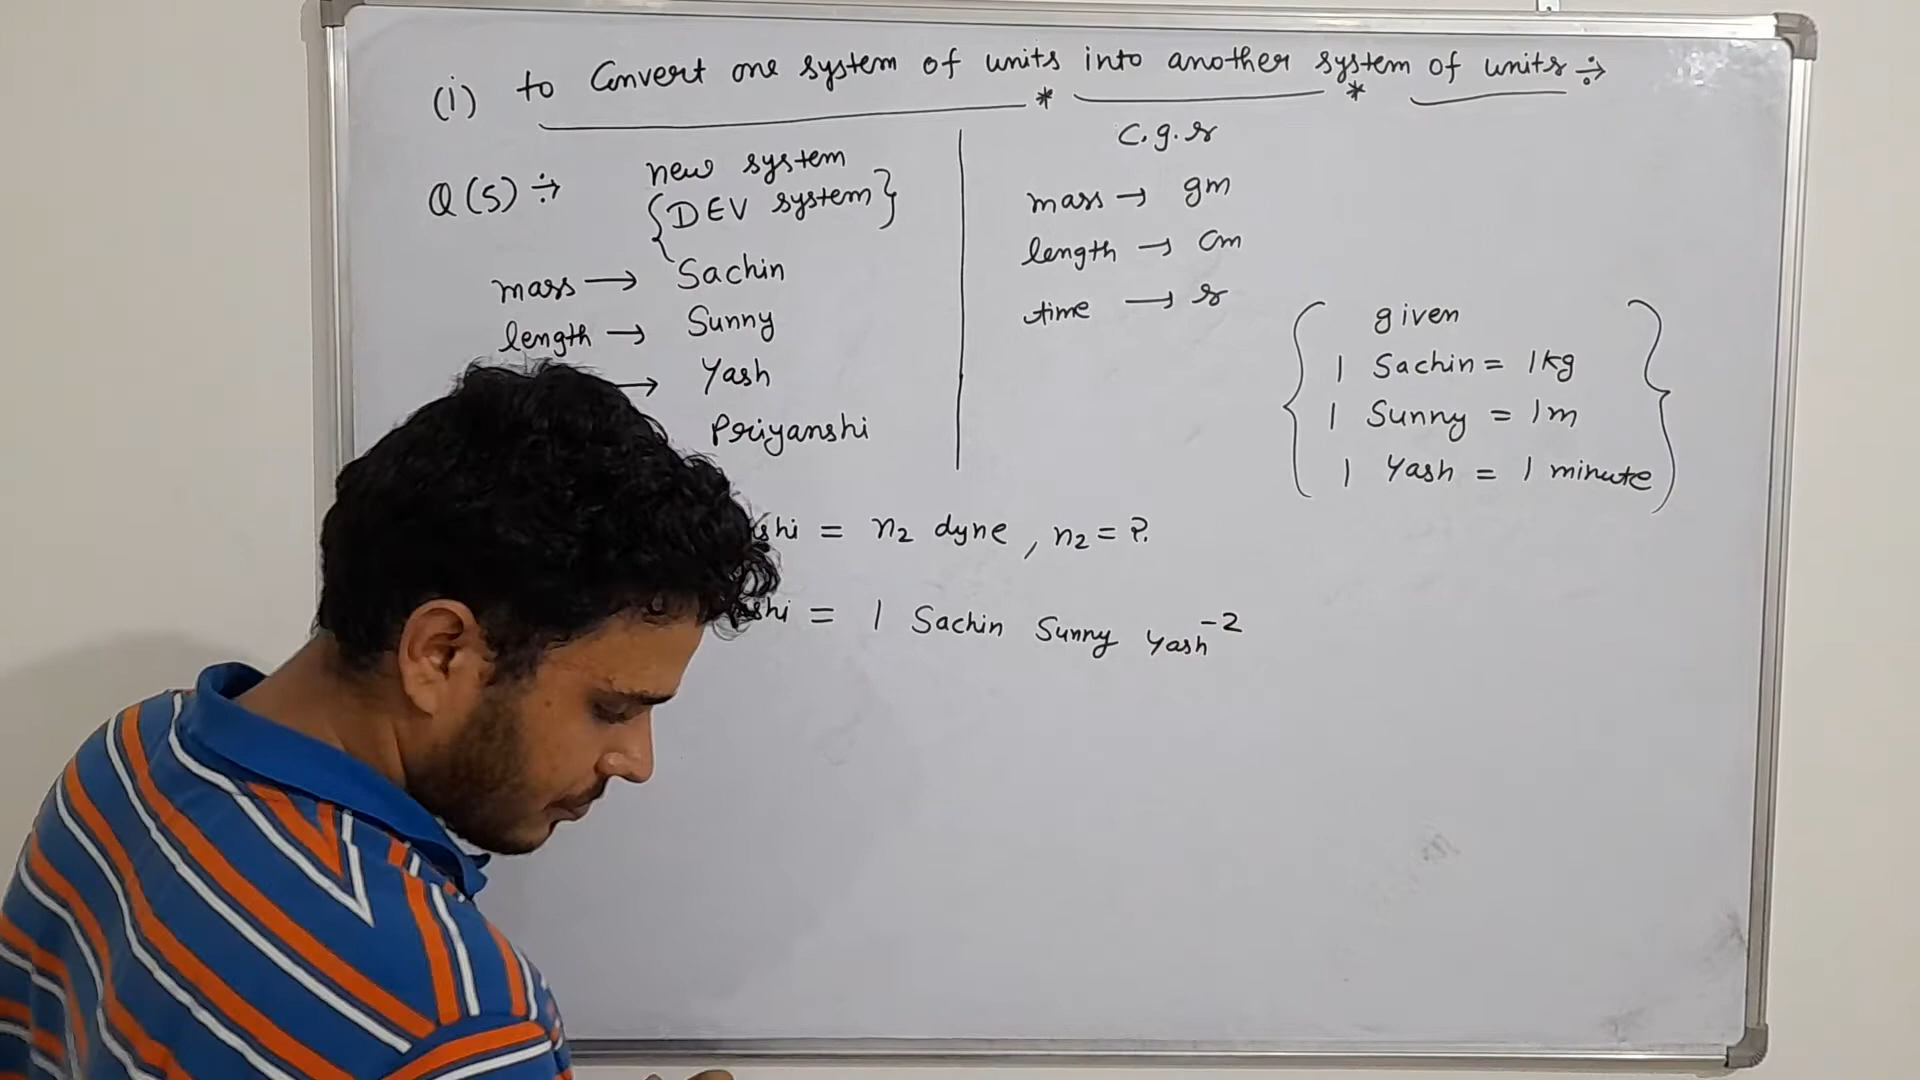 (i) to Convert one system of units into another system of units ÷
Q(5) ÷ new system
{DEV system}
mass → Sachin
length → Sunny
→ Yash
Priyanshi
C.g.s
mass → gm
length → Cm
time → s
given
1 Sachin = 1kg
1 Sunny = 1m
1 Yash = 1 minute
shi = n₂ dyne, n₂ = ?
shi = 1 Sachin Sunny Yash⁻²